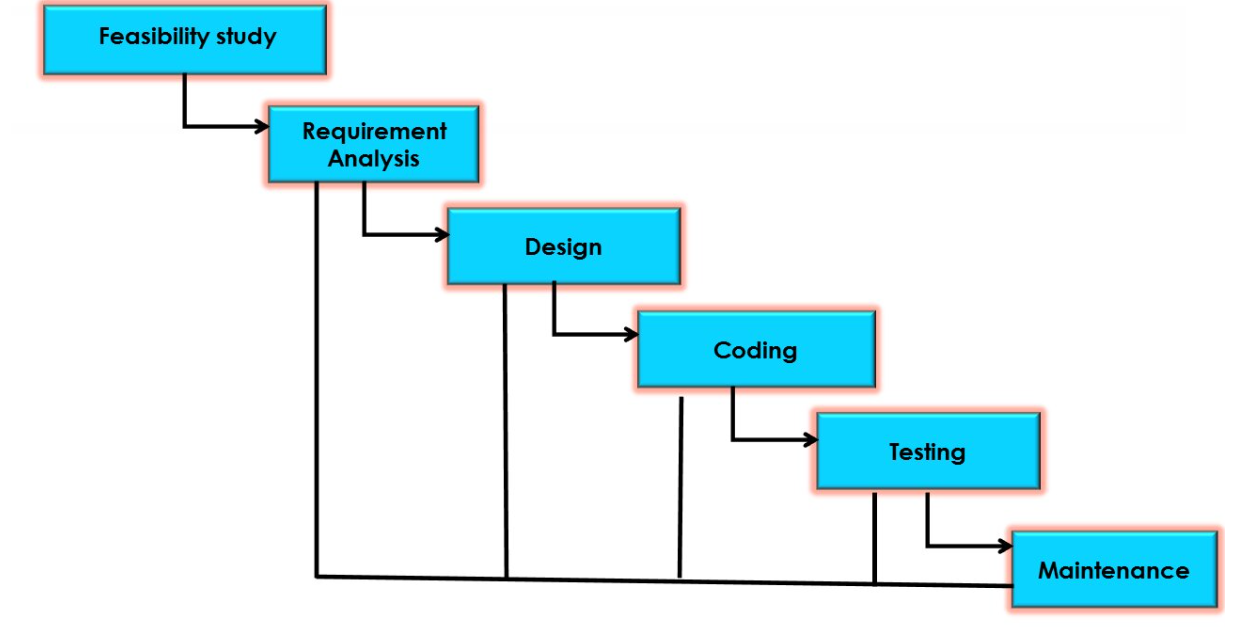 Feasibility study
Requirement
Analysis
Design
Coding
Testing
Maintenance